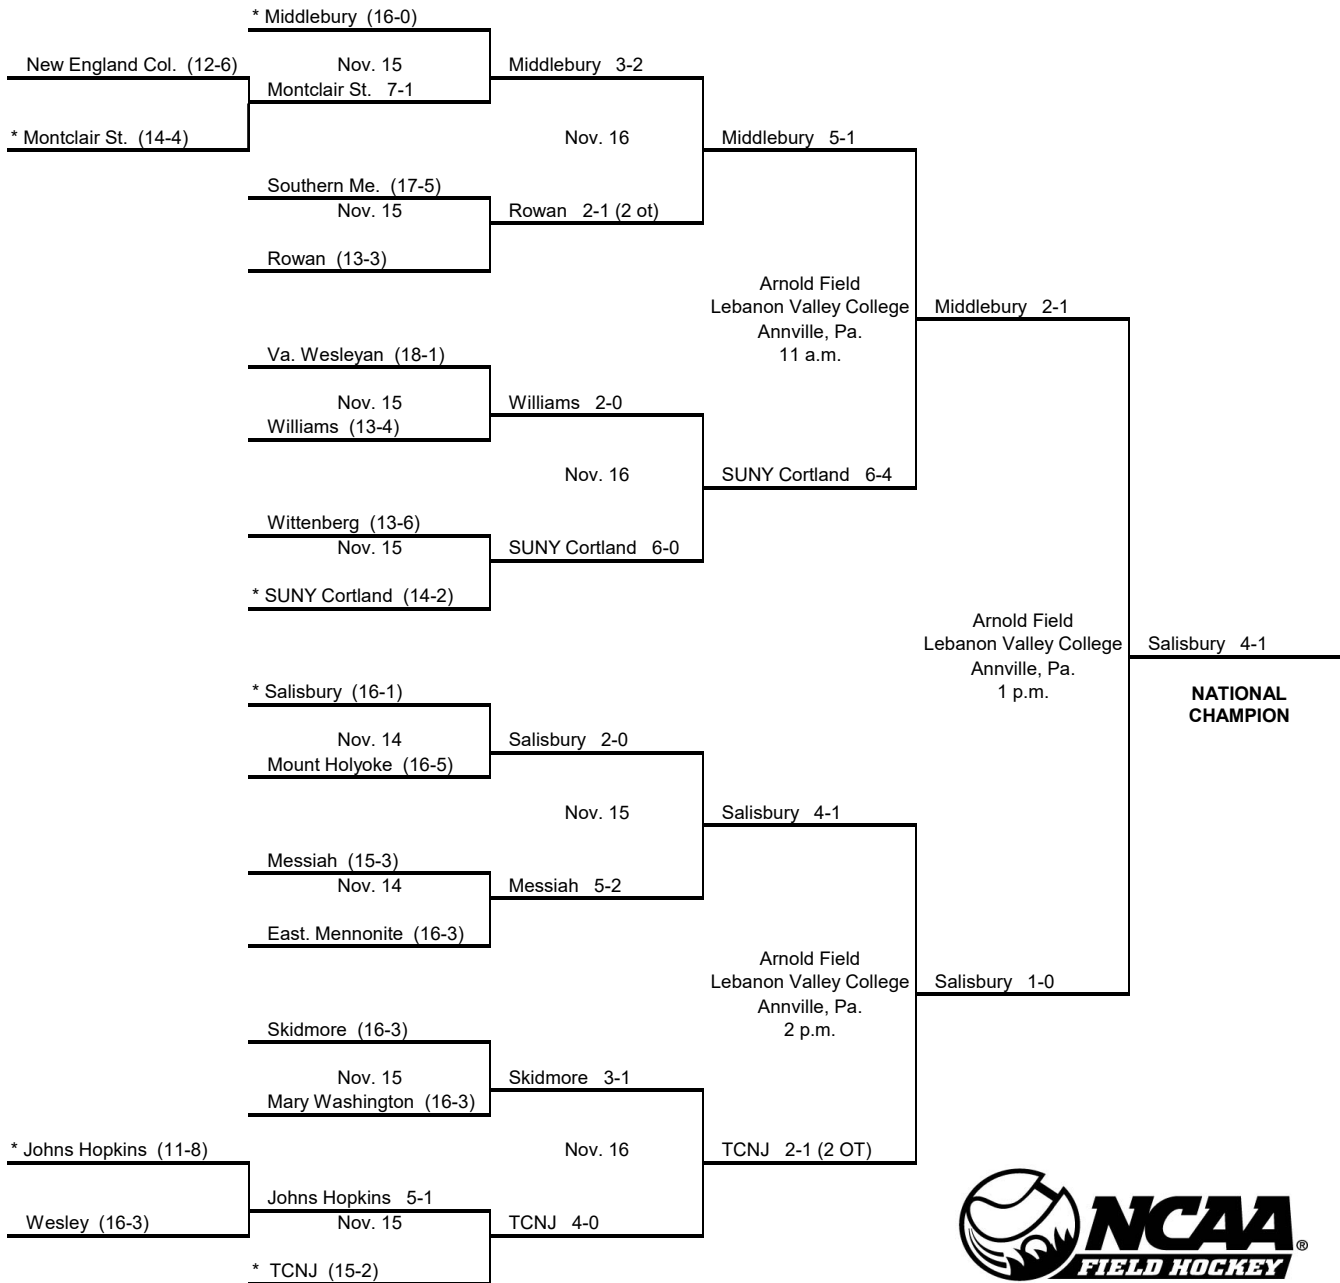 * Middlebury (16-0)
New England Col. (12-6)
Nov. 15
Middlebury 3-2
Montclair St. 7-1
* Montclair St. (14-4)
Nov. 16
Middlebury 5-1
Southern Me. (17-5)
Nov. 15
Rowan 2-1 (2 ot)
Rowan (13-3)
Arnold Field
Lebanon Valley College
Annville, Pa.
11 a.m.
Middlebury 2-1
Va. Wesleyan (18-1)
Nov. 15
Williams 2-0
Williams (13-4)
Nov. 16
SUNY Cortland 6-4
Wittenberg (13-6)
Nov. 15
SUNY Cortland 6-0
* SUNY Cortland (14-2)
Arnold Field
Lebanon Valley College
Annville, Pa.
1 p.m.
Salisbury 4-1
NATIONAL
CHAMPION
* Salisbury (16-1)
Nov. 14
Salisbury 2-0
Mount Holyoke (16-5)
Nov. 15
Salisbury 4-1
Messiah (15-3)
Nov. 14
Messiah 5-2
East. Mennonite (16-3)
Arnold Field
Lebanon Valley College
Annville, Pa.
2 p.m.
Salisbury 1-0
Skidmore (16-3)
Nov. 15
Skidmore 3-1
Mary Washington (16-3)
* Johns Hopkins (11-8)
Nov. 16
TCNJ 2-1 (2 OT)
Johns Hopkins 5-1
Wesley (16-3)
Nov. 15
TCNJ 4-0
* TCNJ (15-2)
NCAA®
FIELD HOCKEY